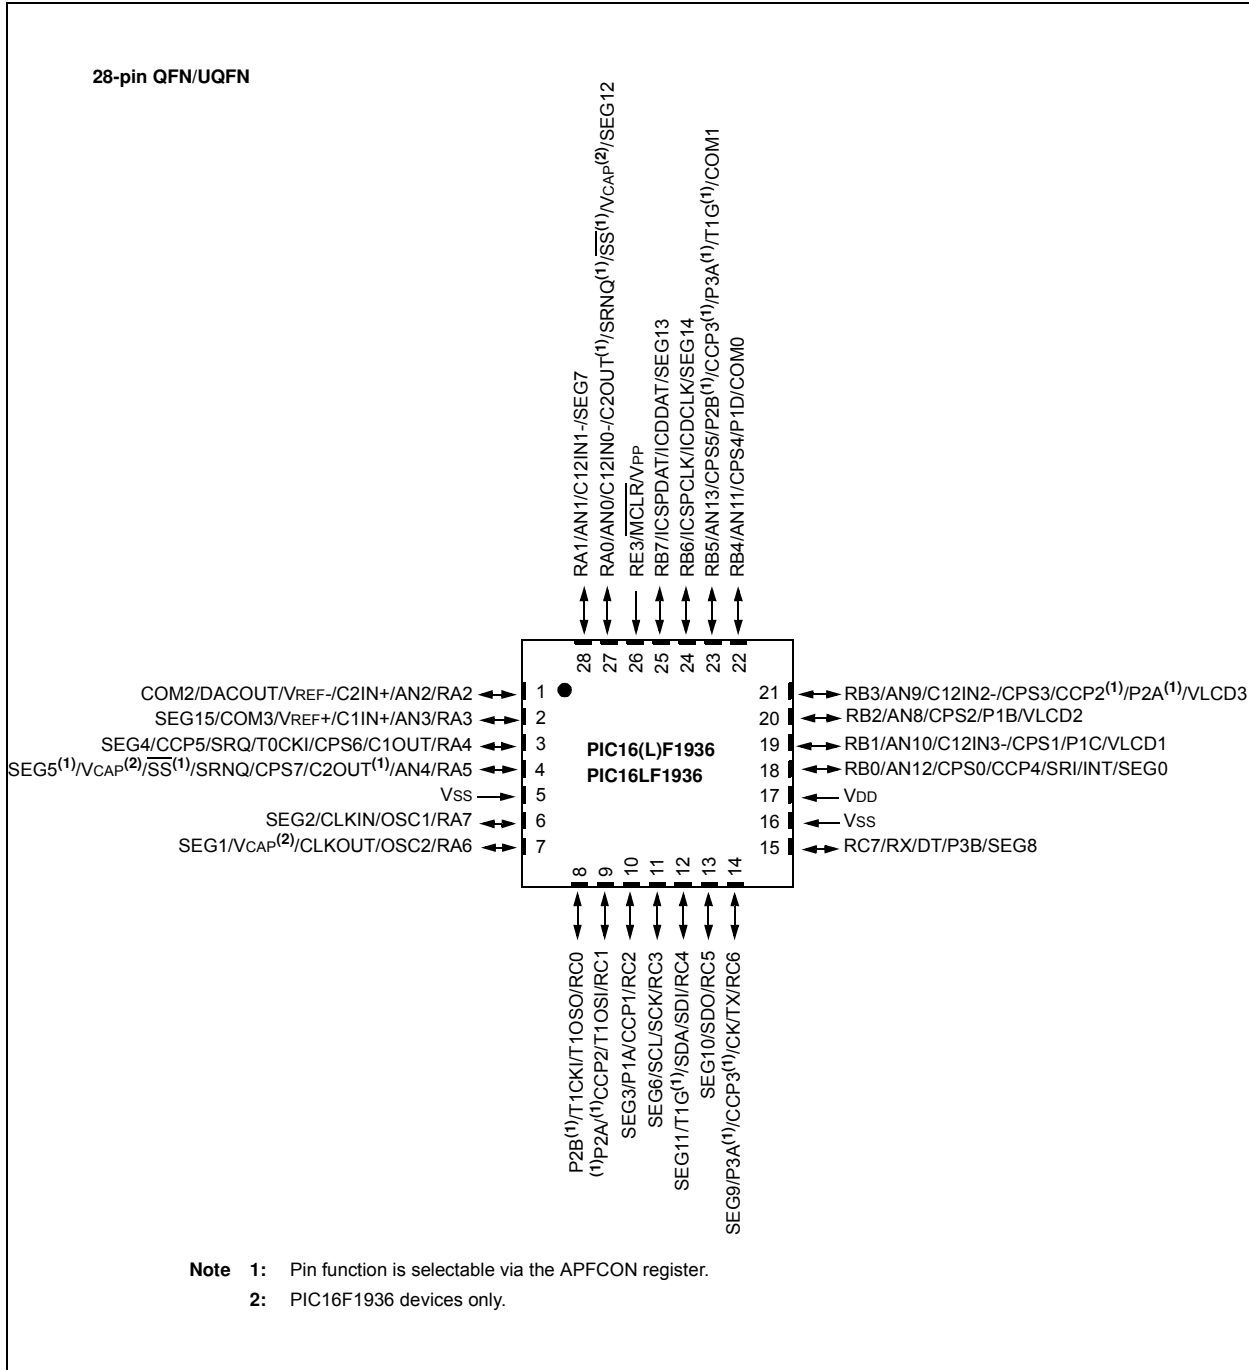 28-pin QFN/UQFN
RA1/AN1/C12IN1-/SEG7
RA0/AN0/C12IN0-/C2OUT(1)/SRNQ(1)/SS(1)/VCAP(2)/SEG12
RE3/MCLR/VPP
RB7/ICSPDAT/ICDDAT/SEG13
RB6/ICSPCLK/ICDCLK/SEG14
RB5/AN13/CPS5/P2B(1)/CCP3(1)/P3A(1)/T1G(1)/COM1
RB4/AN11/CPS4/P1D/COM0
28
27
26
25
24
23
22
COM2/DACOUT/VREF-/C2IN+/AN2/RA2 1
SEG15/COM3/VREF+/C1IN+/AN3/RA3 2
SEG4/CCP5/SRQ/T0CKI/CPS6/C1OUT/RA4 3
SEG5(1)/VCAP(2)/SS(1)/SRNQ/CPS7/C2OUT(1)/AN4/RA5 4
VSS 5
SEG2/CLKIN/OSC1/RA7 6
SEG1/VCAP(2)/CLKOUT/OSC2/RA6 7
PIC16(L)F1936
PIC16LF1936
21 RB3/AN9/C12IN2-/CPS3/CCP2(1)/P2A(1)/VLCD3
20 RB2/AN8/CPS2/P1B/VLCD2
19 RB1/AN10/C12IN3-/CPS1/P1C/VLCD1
18 RB0/AN12/CPS0/CCP4/SRI/INT/SEG0
17 VDD
16 VSS
15 RC7/RX/DT/P3B/SEG8
8
9
10
11
12
13
14
P2B(1)/T1CKI/T1OSO/RC0
(1)P2A/(1)CCP2/T1OSI/RC1
SEG3/P1A/CCP1/RC2
SEG6/SCL/SCK/RC3
SEG11/T1G(1)/SDA/SDI/RC4
SEG10/SDO/RC5
SEG9/P3A(1)/CCP3(1)/CK/TX/RC6
Note 1: Pin function is selectable via the APFCON register.
2: PIC16F1936 devices only.